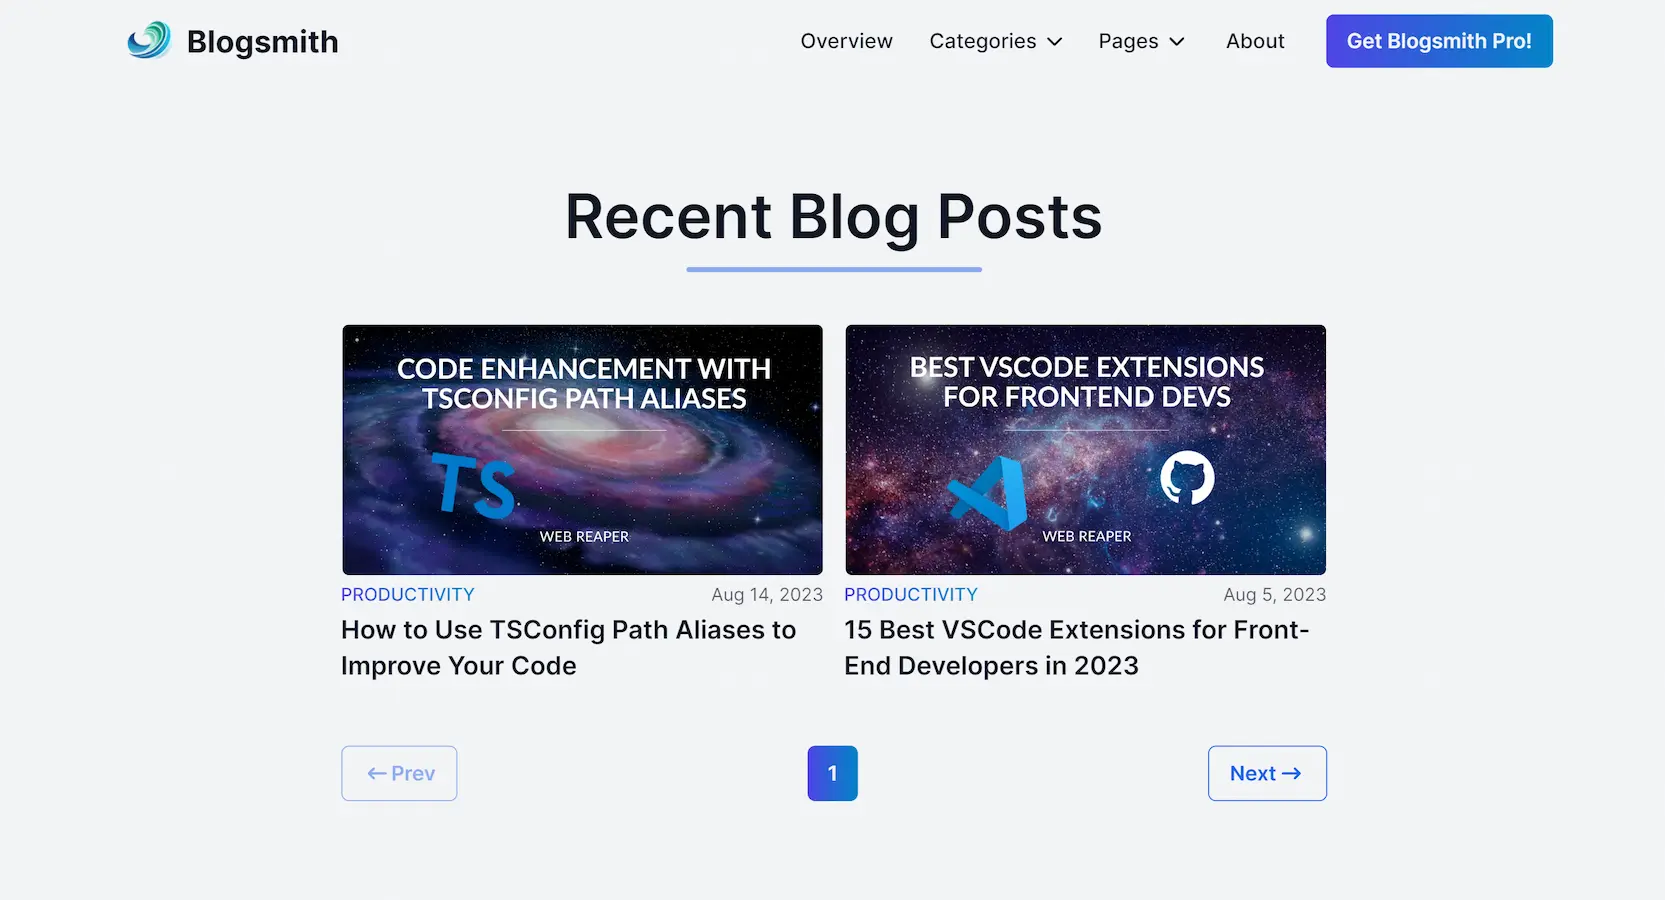 Blogsmith
Overview
Categories
Pages
About
Get Blogsmith Pro!
Recent Blog Posts
CODE ENHANCEMENT WITH
TSCONFIG PATH ALIASES
TS
WEB REAPER
PRODUCTIVITY
Aug 14, 2023
How to Use TSConfig Path Aliases to
Improve Your Code
BEST VSCODE EXTENSIONS
FOR FRONTEND DEVS
WEB REAPER
PRODUCTIVITY
Aug 5, 2023
15 Best VSCode Extensions for Front-
End Developers in 2023
← Prev
1
Next →